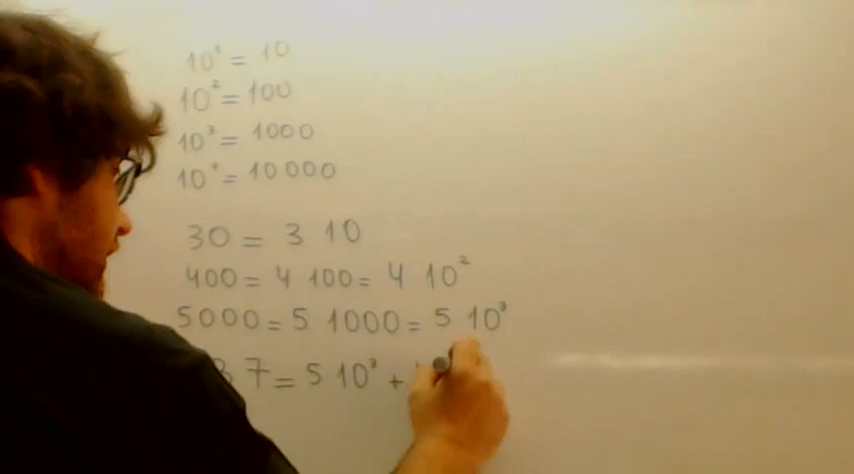 10¹ = 10
10² = 100
10³ = 1000
10⁴ = 10 000
30 = 3 10
400 = 4 100 = 4 10²
5000 = 5 1000 = 5 10³
3 7 = 5 10³ +